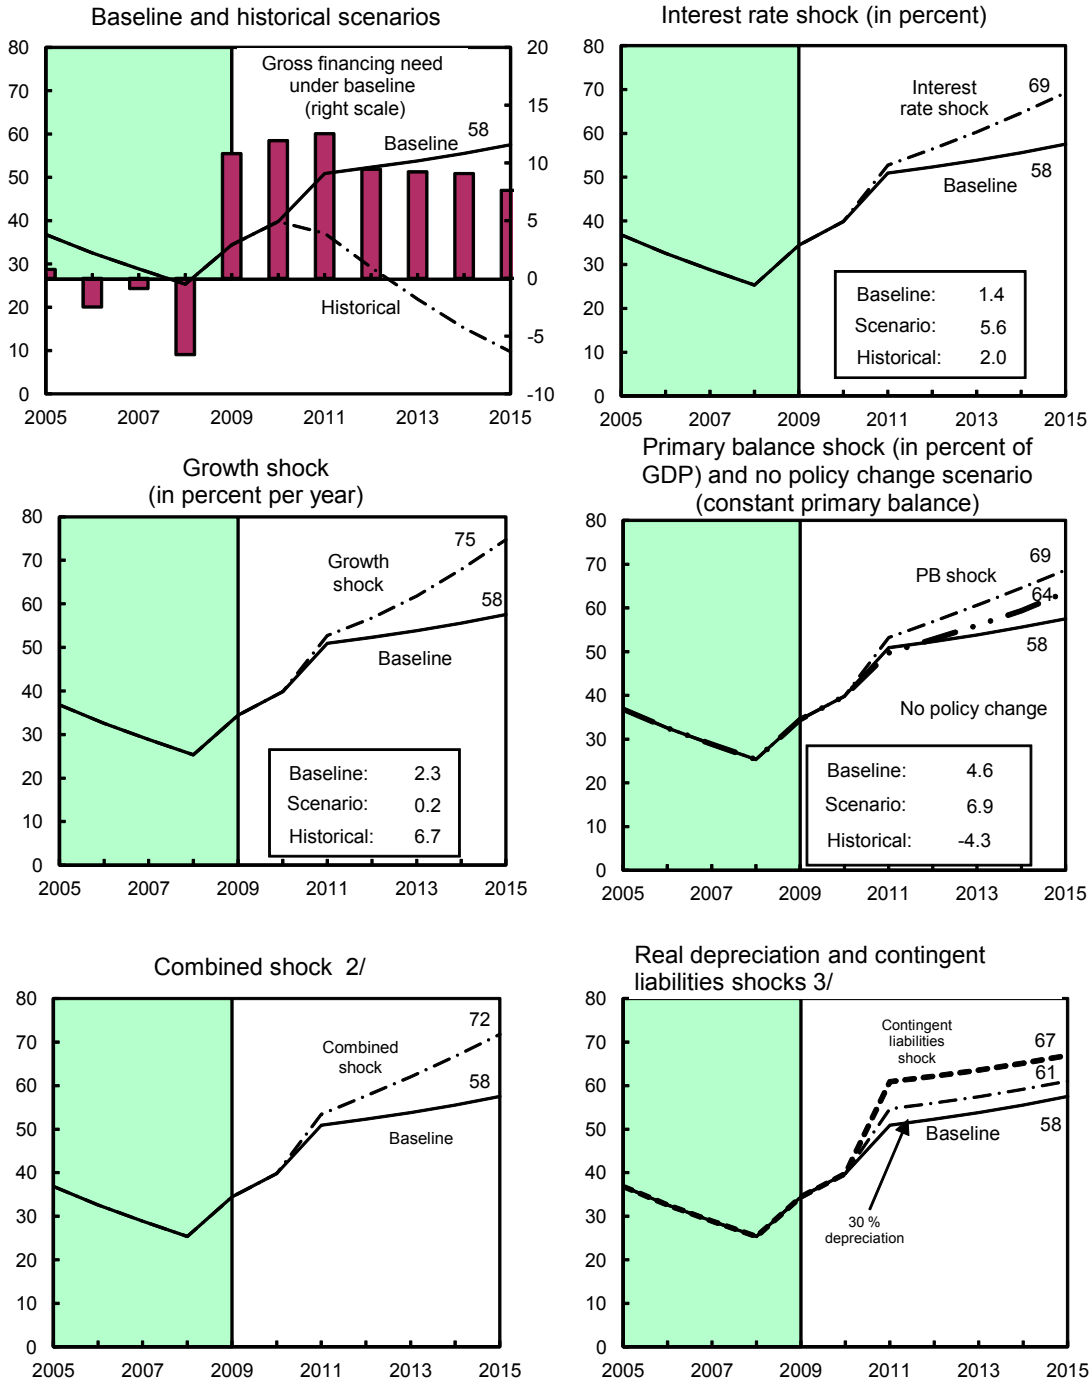 Baseline and historical scenarios
80
70
60
50
40
30
20
10
0
20
15
10
5
0
-5
-10
Gross financing need
under baseline
(right scale)
58
Baseline
Historical
2005 2007 2009 2011 2013 2015
Interest rate shock (in percent)
80
70
60
50
40
30
20
10
0
Interest
rate shock
69
58
Baseline
Baseline: 1.4
Scenario: 5.6
Historical: 2.0
2005 2007 2009 2011 2013 2015
Growth shock
(in percent per year)
80
70
60
50
40
30
20
10
0
75
Growth
shock
58
Baseline
Baseline: 2.3
Scenario: 0.2
Historical: 6.7
2005 2007 2009 2011 2013 2015
Primary balance shock (in percent of
GDP) and no policy change scenario
(constant primary balance)
80
70
60
50
40
30
20
10
0
69
PB shock
64
58
No policy change
Baseline: 4.6
Scenario: 6.9
Historical: -4.3
2005 2007 2009 2011 2013 2015
Combined shock 2/
80
70
60
50
40
30
20
10
0
72
Combined
shock
58
Baseline
2005 2007 2009 2011 2013 2015
Real depreciation and contingent
liabilities shocks 3/
80
70
60
50
40
30
20
10
0
Contingent
liabilities
shock
67
61
58
Baseline
30 %
depreciation
2005 2007 2009 2011 2013 2015